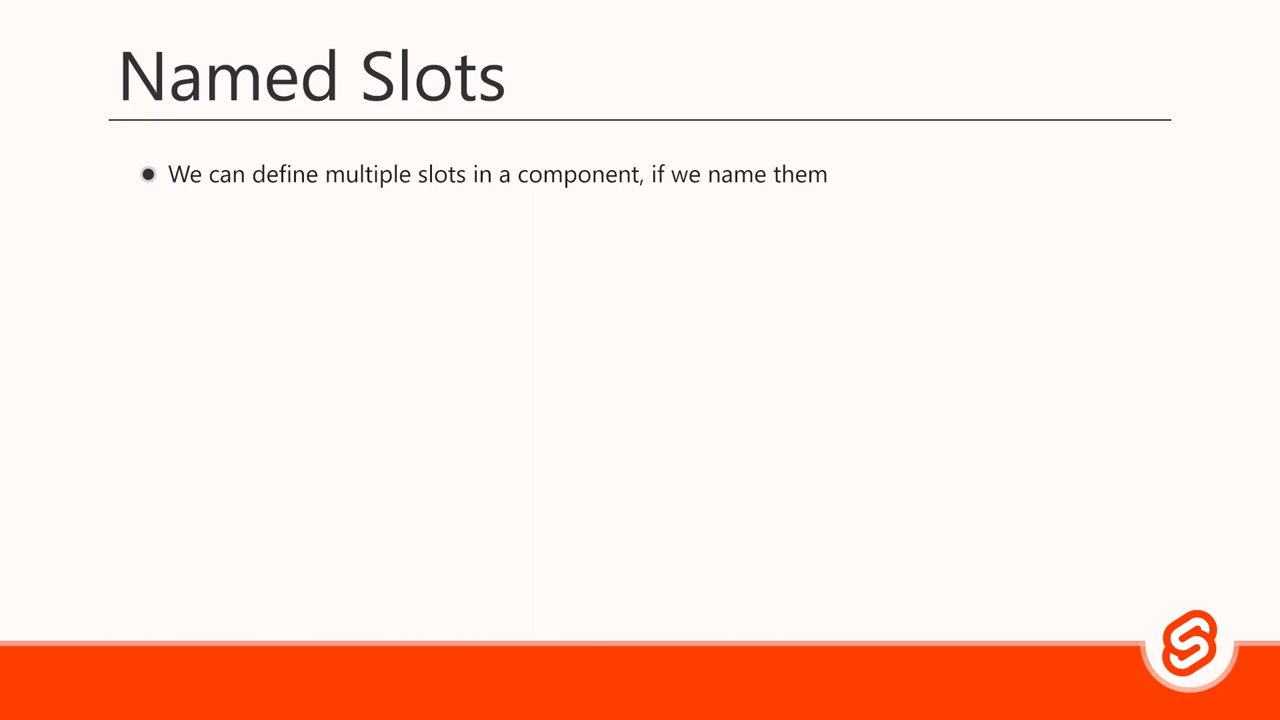 Named Slots
We can define multiple slots in a component, if we name them